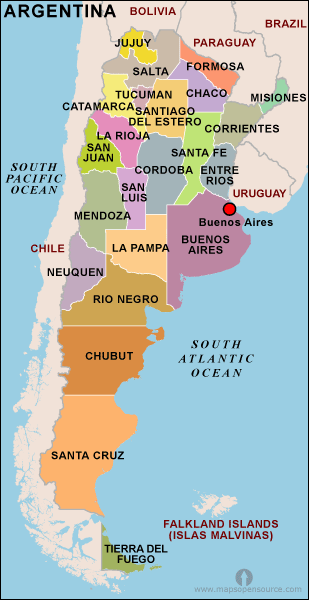 ARGENTINA
BOLIVIA
BRAZIL
PARAGUAY
JUJUY
FORMOSA
SALTA
CHACO
TUCUMAN
MISIONES
CATAMARCA
SANTIAGO
DEL ESTERO
CORRIENTES
LA RIOJA
SAN
JUAN
SANTA FE
SOUTH
PACIFIC
OCEAN
CORDOBA
ENTRE
RIOS
SAN
LUIS
URUGUAY
MENDOZA
Buenos Aires
CHILE
LA PAMPA
BUENOS
AIRES
NEUQUEN
RIO NEGRO
SOUTH
ATLANTIC
OCEAN
CHUBUT
SANTA CRUZ
FALKLAND ISLANDS
(ISLAS MALVINAS)
TIERRA DEL
FUEGO
www.mapsopensource.com